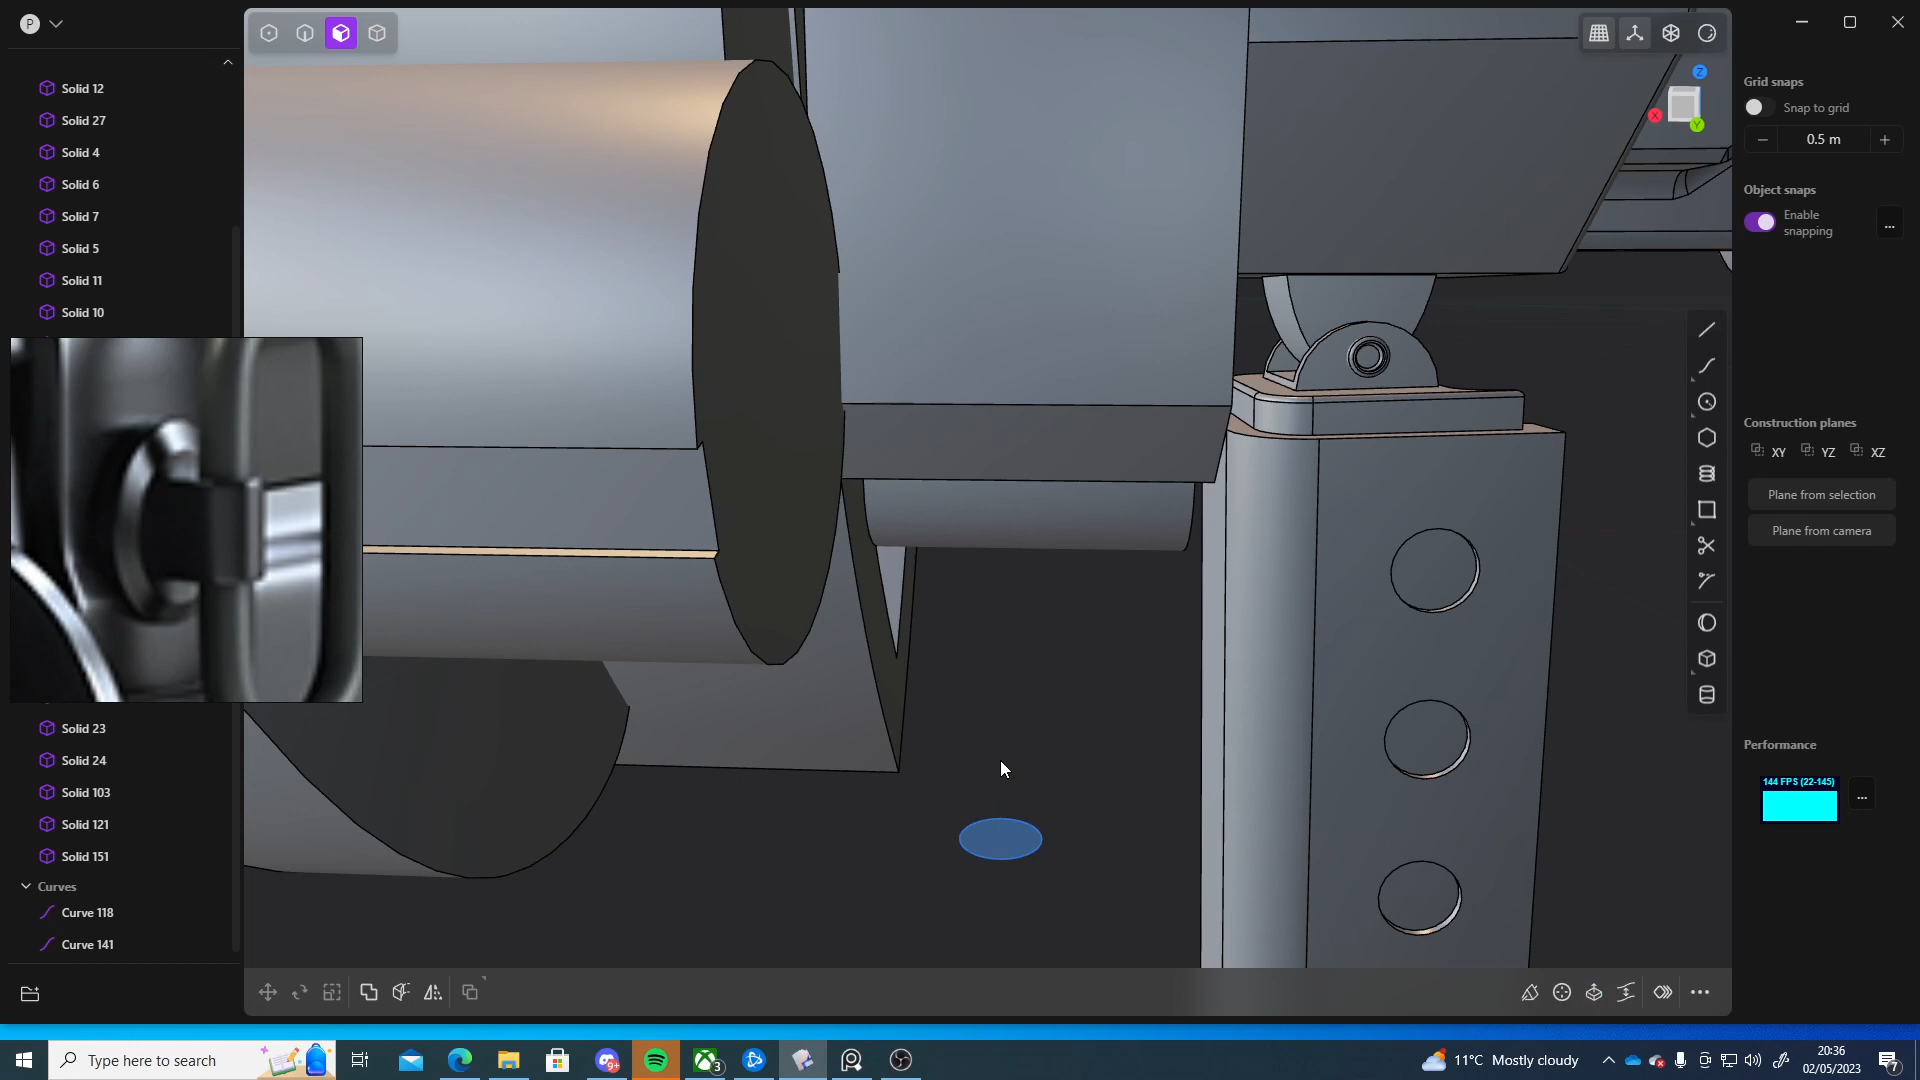 P
Solid 12
Solid 27
Solid 4
Solid 6
Solid 7
Solid 5
Solid 11
Solid 10
Solid 23
Solid 24
Solid 103
Solid 121
Solid 151
Curves
Curve 118
Curve 141
Z
X
Y
Grid snaps
Snap to grid
0.5 m
Object snaps
Enable
snapping
...
Construction planes
XY
YZ
XZ
Plane from selection
Plane from camera
Performance
144 FPS (22-145)
...
Type here to search
9+
3
11°C Mostly cloudy
20:36
02/05/2023
7